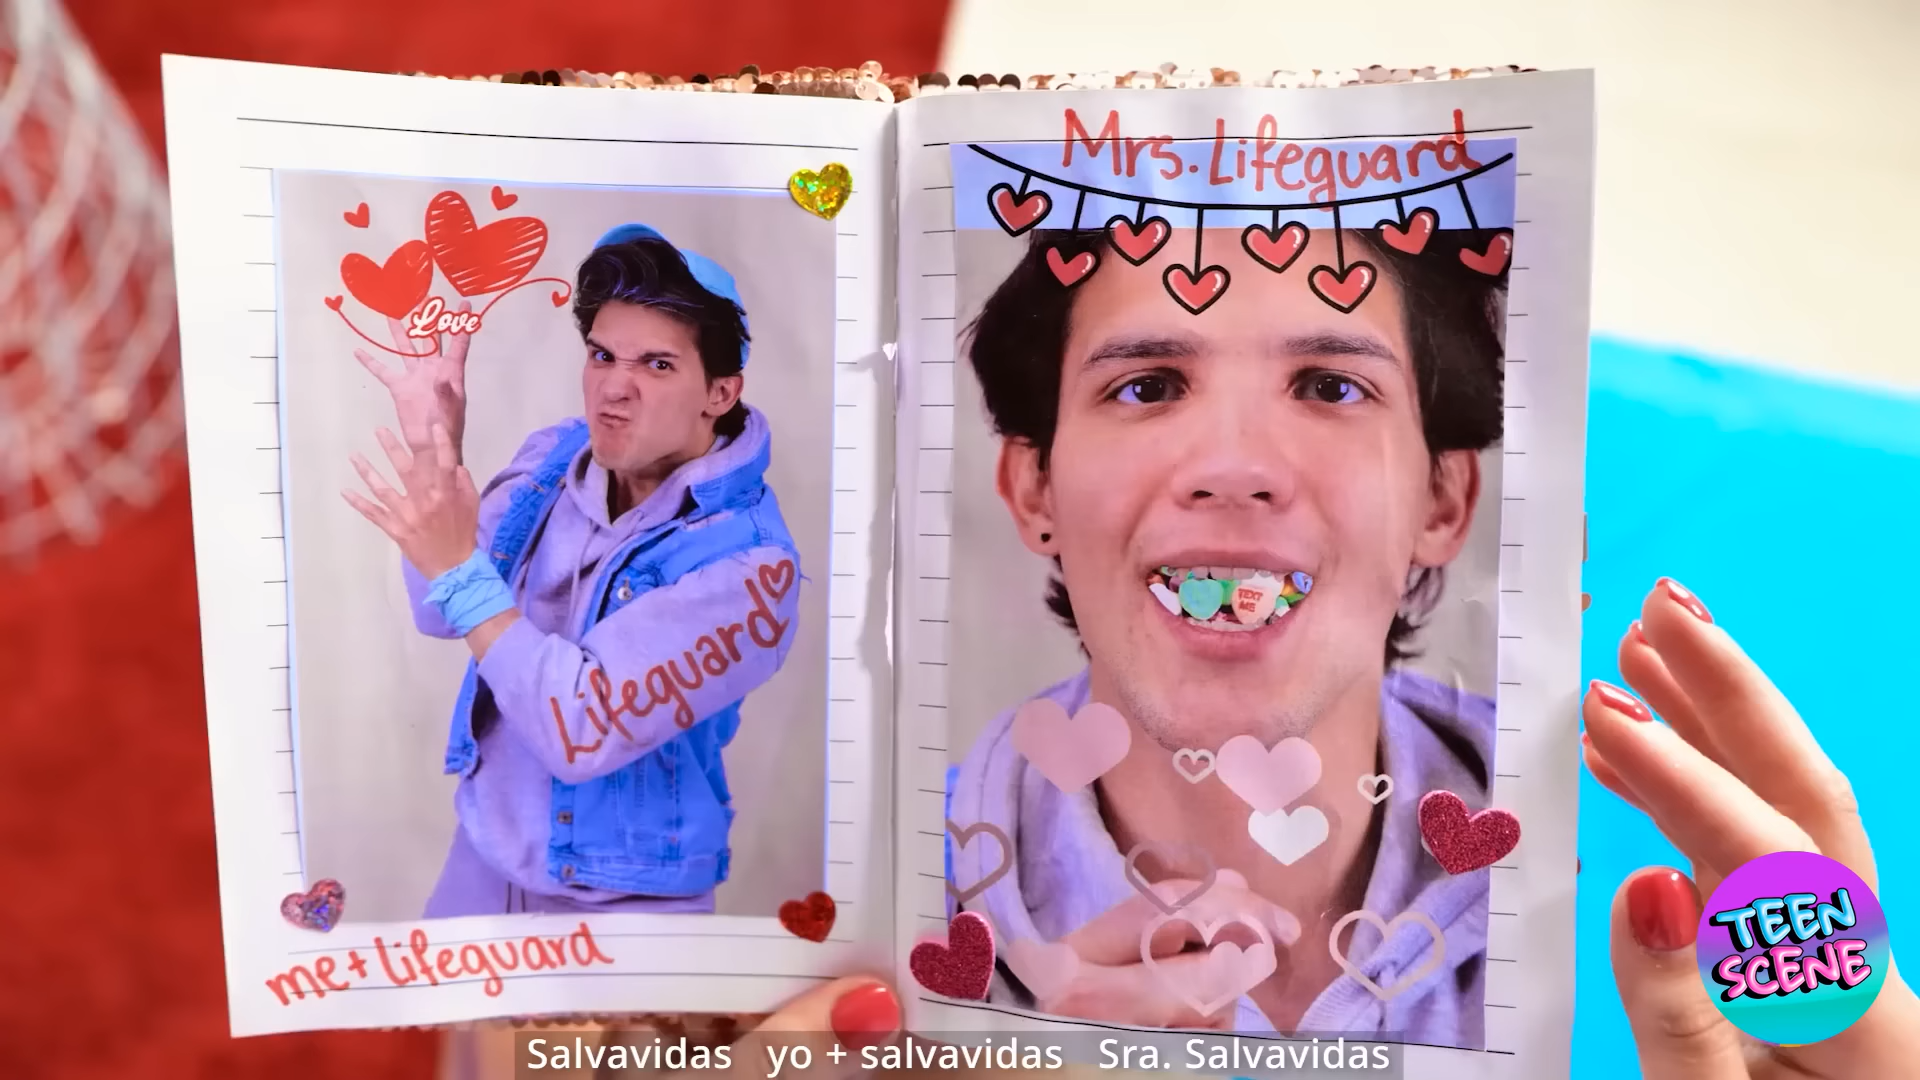 Love
Lifeguard
me + lifeguard
Mrs. Lifeguard
TEXT
ME
TEEN
SCENE
Salvavidas yo + salvavidas Sra. Salvavidas